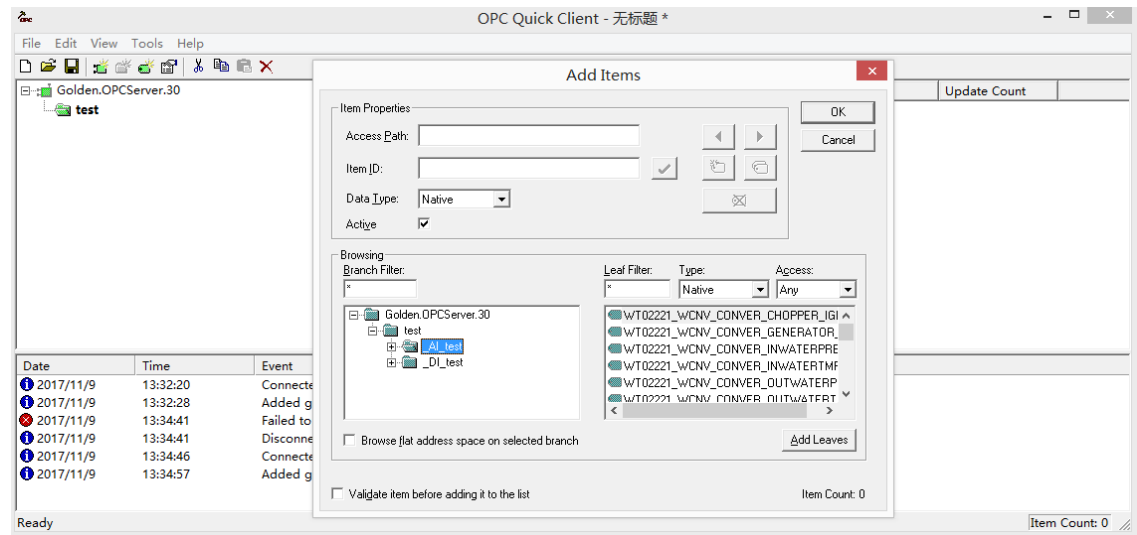 OPC Quick Client - 无标题 *
File Edit View Tools Help
Golden.OPCServer.30
test
Update Count
Add Items
Item Properties
Access Path:
Item ID:
Data Type: Native
Active
OK
Cancel
Browsing
Branch Filter:
*
Golden.OPCServer.30
test
_AI_test
_DI_test
Leaf Filter: Type: Access:
* Native Any
WT02221_WCNV_CONVER_CHOPPER_IGI
WT02221_WCNV_CONVER_GENERATOR_
WT02221_WCNV_CONVER_INWATERPRE
WT02221_WCNV_CONVER_INWATERTMF
WT02221_WCNV_CONVER_OUTWATERP
WT02221_WCNV_CONVER_OUTWATERT
Browse flat address space on selected branch
Add Leaves
Validate item before adding it to the list
Item Count: 0
Date Time Event
2017/11/9 13:32:20 Connecte
2017/11/9 13:32:28 Added g
2017/11/9 13:34:41 Failed to
2017/11/9 13:34:41 Disconne
2017/11/9 13:34:46 Connecte
2017/11/9 13:34:57 Added g
Ready
Item Count: 0